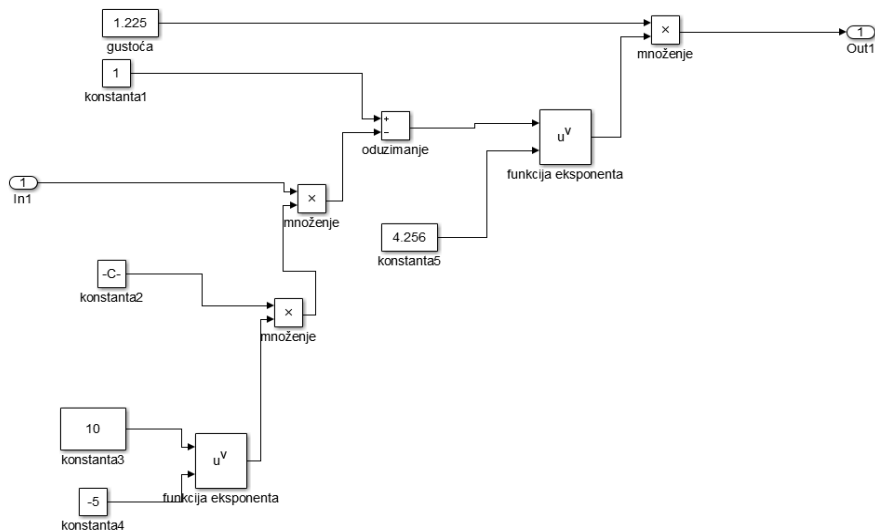 1.225
gustoća
×
množenje
1
Out1
1
konstanta1
+
−
oduzimanje
u^v
funkcija eksponenta
1
In1
×
množenje
4.256
konstanta5
-C-
konstanta2
×
množenje
10
konstanta3
u^v
funkcija eksponenta
-5
konstanta4